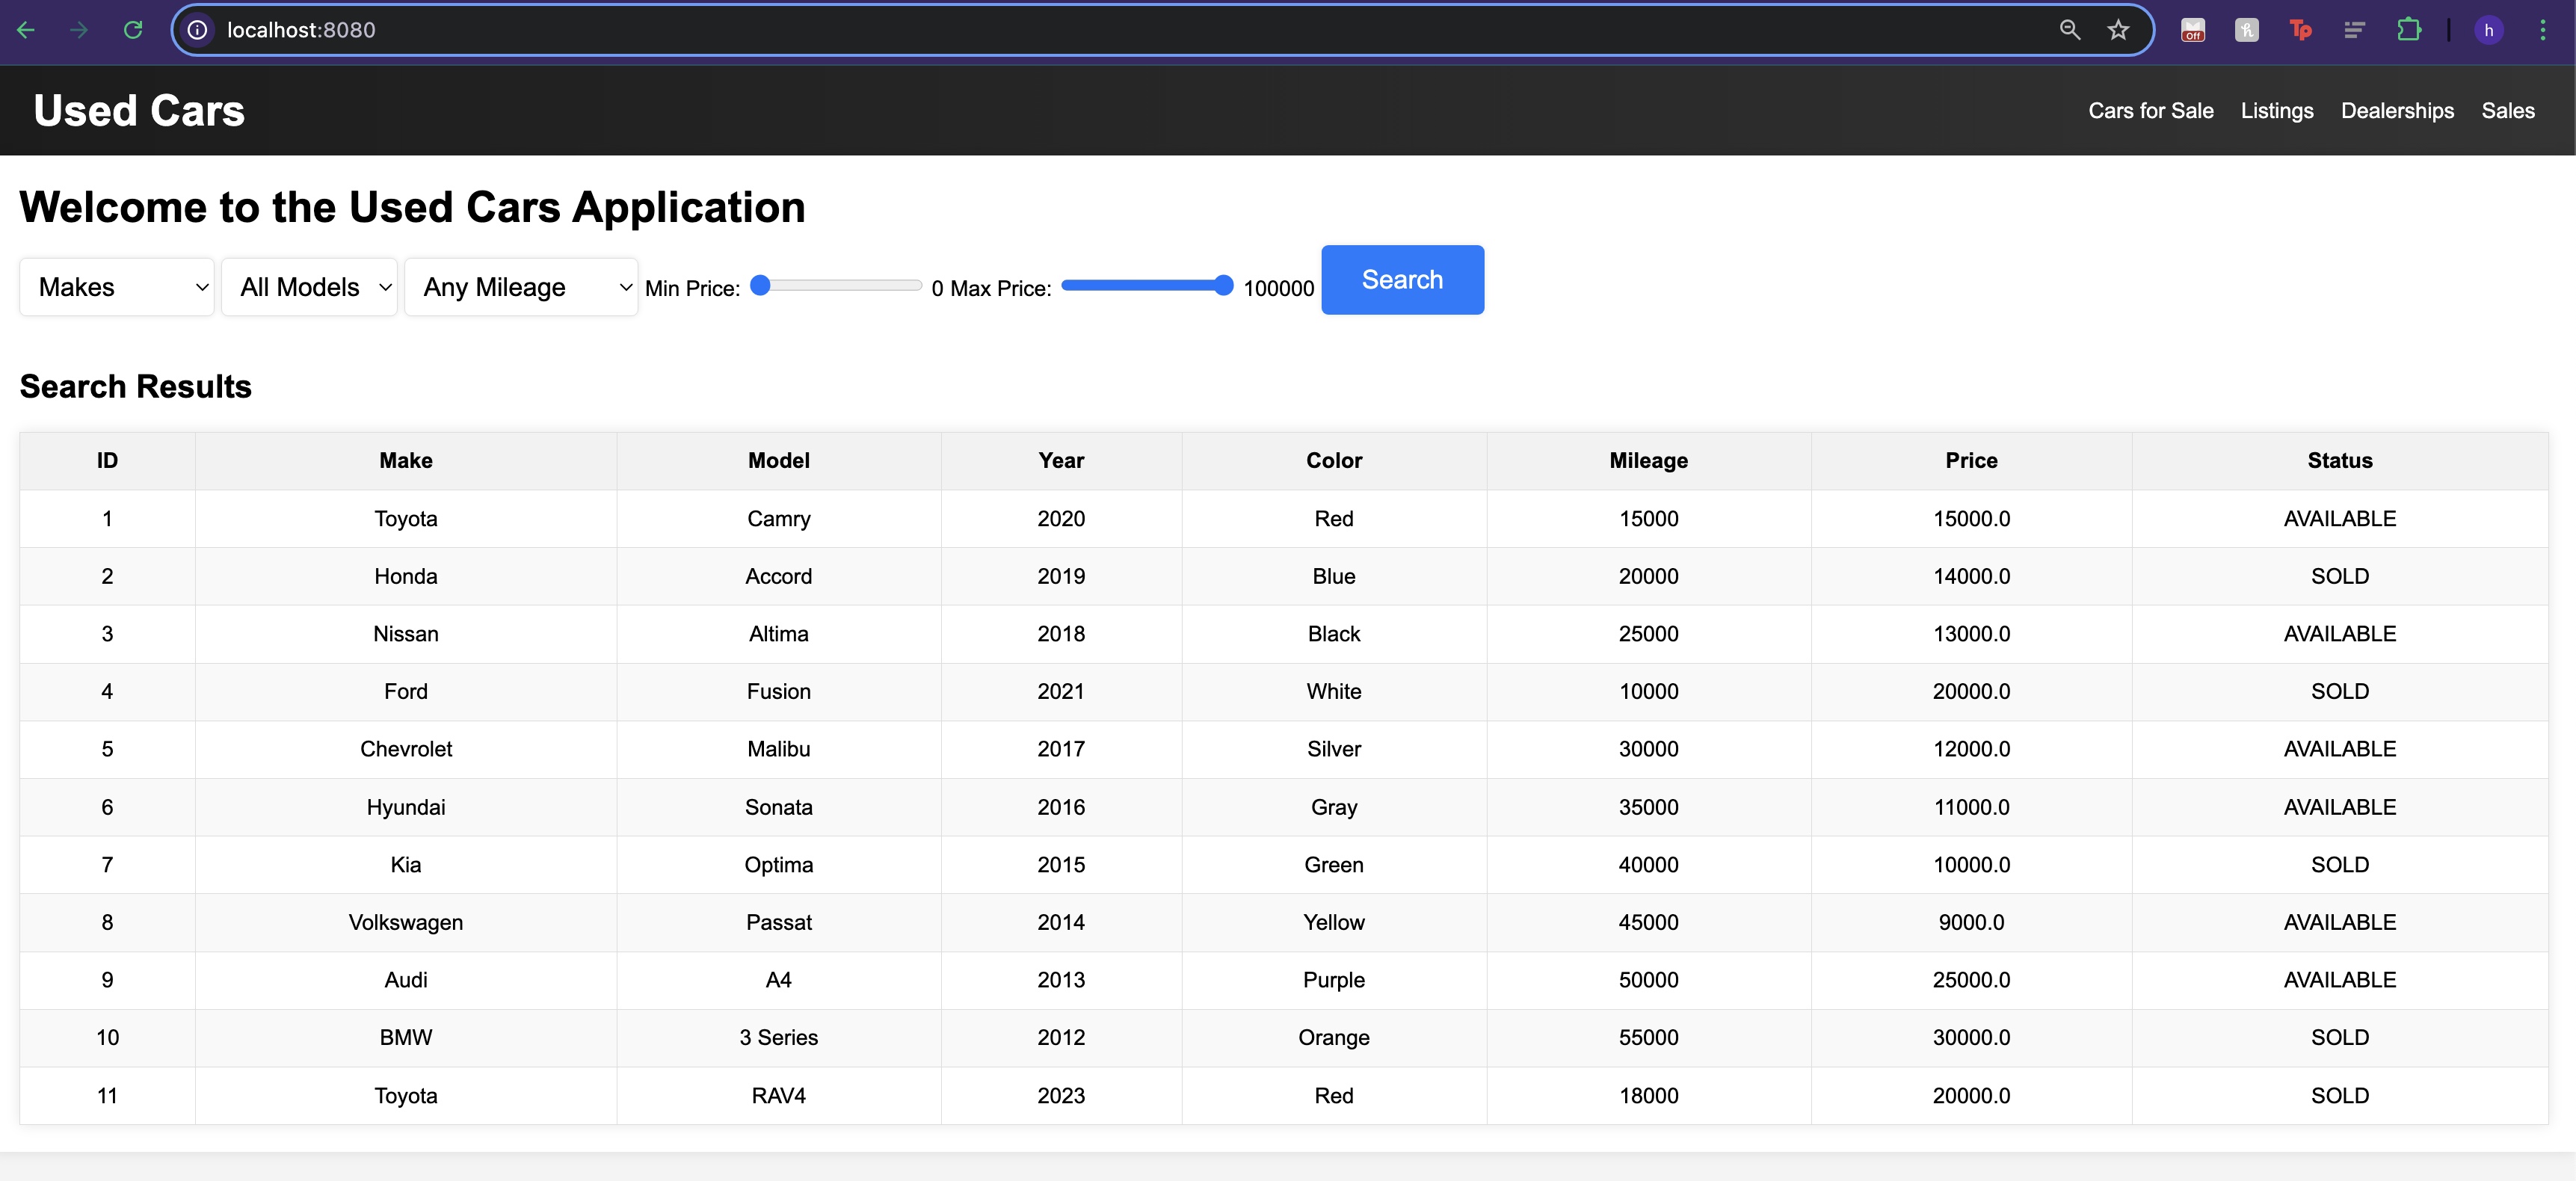 localhost:8080
Off
h
Tp
h
Used Cars
Cars for Sale Listings Dealerships Sales
Welcome to the Used Cars Application
Makes All Models Any Mileage Min Price: 0 Max Price: 100000 Search
Search Results
ID Make Model Year Color Mileage Price Status
1 Toyota Camry 2020 Red 15000 15000.0 AVAILABLE
2 Honda Accord 2019 Blue 20000 14000.0 SOLD
3 Nissan Altima 2018 Black 25000 13000.0 AVAILABLE
4 Ford Fusion 2021 White 10000 20000.0 SOLD
5 Chevrolet Malibu 2017 Silver 30000 12000.0 AVAILABLE
6 Hyundai Sonata 2016 Gray 35000 11000.0 AVAILABLE
7 Kia Optima 2015 Green 40000 10000.0 SOLD
8 Volkswagen Passat 2014 Yellow 45000 9000.0 AVAILABLE
9 Audi A4 2013 Purple 50000 25000.0 AVAILABLE
10 BMW 3 Series 2012 Orange 55000 30000.0 SOLD
11 Toyota RAV4 2023 Red 18000 20000.0 SOLD